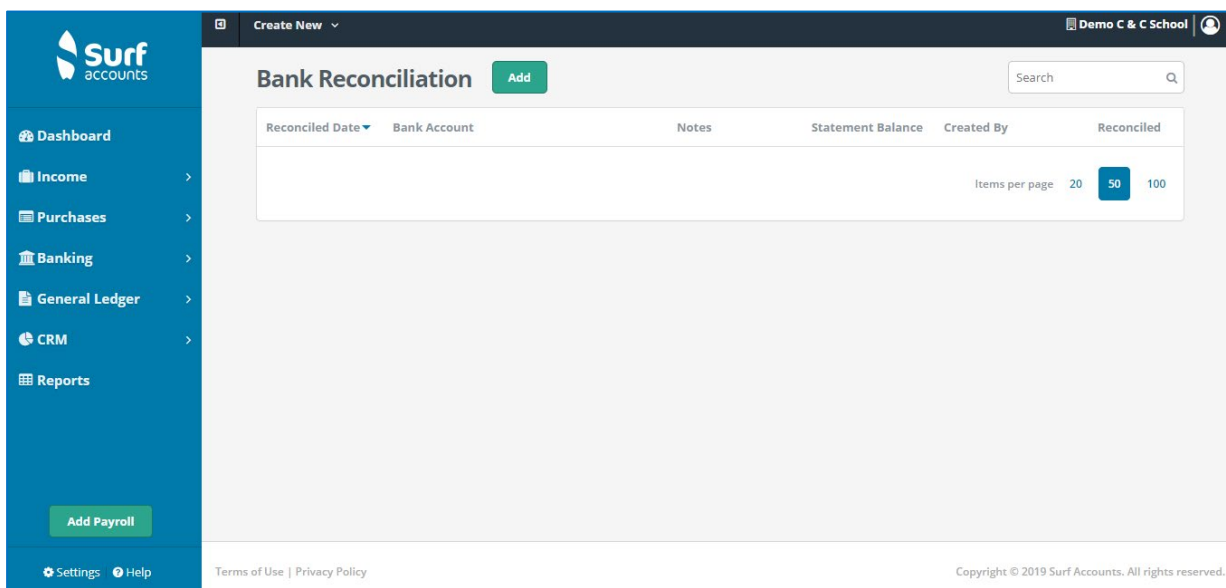 Surf
accounts
Create New
Demo C & C School
Bank Reconciliation Add Search
Dashboard
Income
Purchases
Banking
General Ledger
CRM
Reports
Add Payroll
Settings Help
Reconciled Date Bank Account Notes Statement Balance Created By Reconciled
Items per page 20 50 100
Terms of Use | Privacy Policy Copyright © 2019 Surf Accounts. All rights reserved.